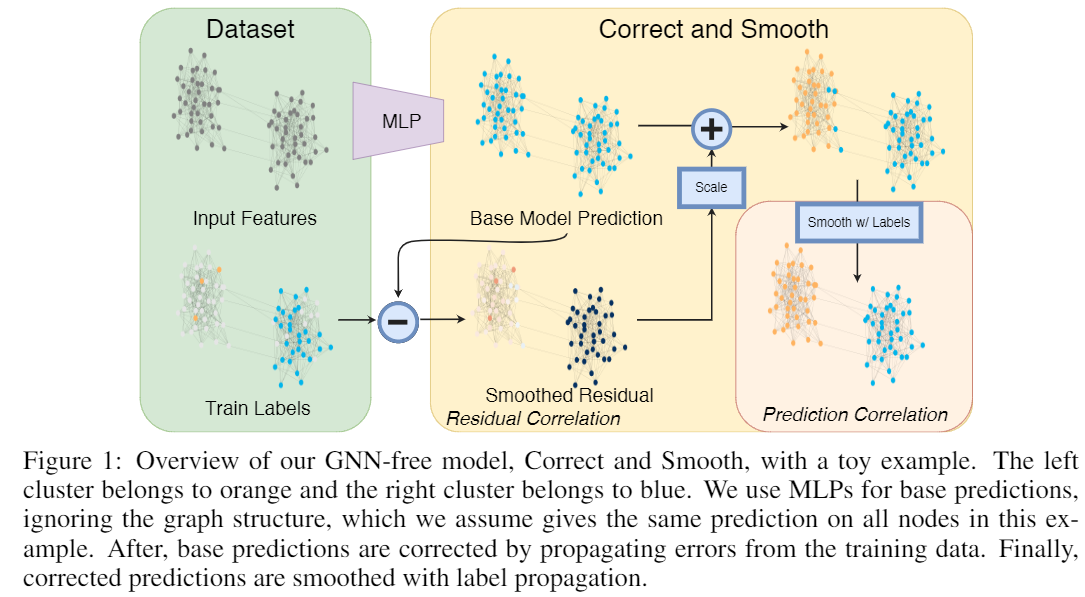 Dataset
Correct and Smooth
MLP
Scale
Input Features
Base Model Prediction
Smooth w/ Labels
Train Labels
Smoothed Residual
Residual Correlation
Prediction Correlation
Figure 1: Overview of our GNN-free model, Correct and Smooth, with a toy example. The left
cluster belongs to orange and the right cluster belongs to blue. We use MLPs for base predictions,
ignoring the graph structure, which we assume gives the same prediction on all nodes in this ex-
ample. After, base predictions are corrected by propagating errors from the training data. Finally,
corrected predictions are smoothed with label propagation.